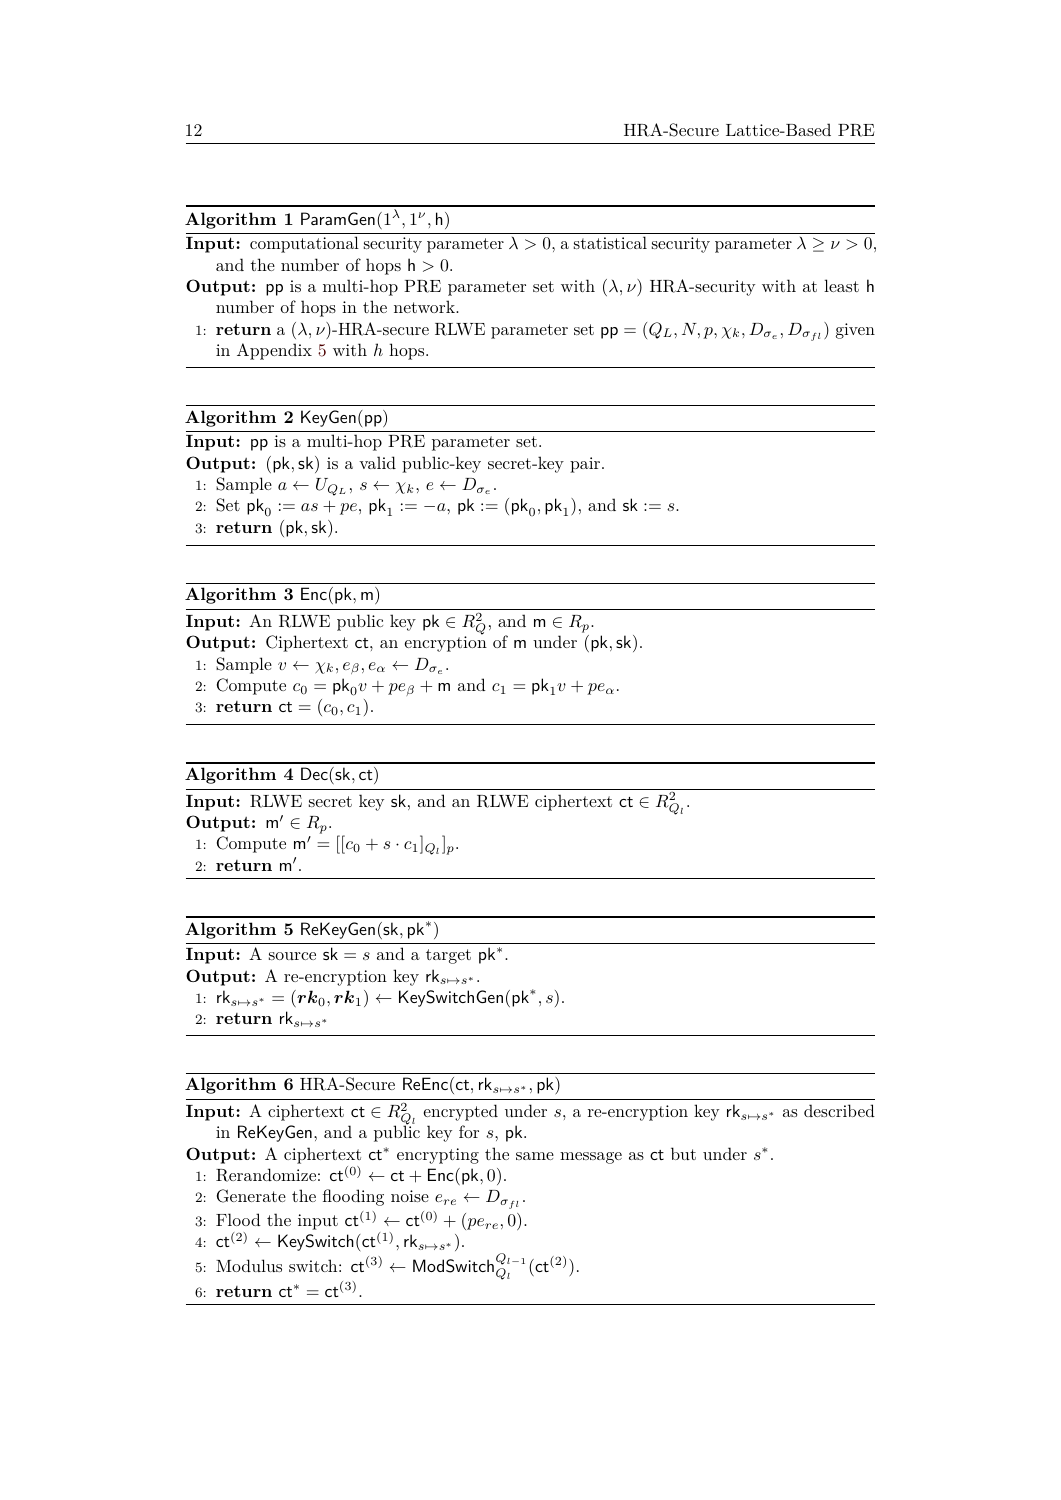 12 HRA-Secure Lattice-Based PRE
Algorithm 1 ParamGen(1^λ, 1^ν, h)
Input: computational security parameter λ > 0, a statistical security parameter λ ≥ ν > 0,
and the number of hops h > 0.
Output: pp is a multi-hop PRE parameter set with (λ, ν) HRA-security with at least h
number of hops in the network.
1: return a (λ, ν)-HRA-secure RLWE parameter set pp = (Q_L, N, p, χ_k, D_{σ_e}, D_{σ_{fl}}) given
in Appendix 5 with h hops.
Algorithm 2 KeyGen(pp)
Input: pp is a multi-hop PRE parameter set.
Output: (pk, sk) is a valid public-key secret-key pair.
1: Sample a ← U_{Q_L}, s ← χ_k, e ← D_{σ_e}.
2: Set pk_0 := as + pe, pk_1 := −a, pk := (pk_0, pk_1), and sk := s.
3: return (pk, sk).
Algorithm 3 Enc(pk, m)
Input: An RLWE public key pk ∈ R_Q^2, and m ∈ R_p.
Output: Ciphertext ct, an encryption of m under (pk, sk).
1: Sample v ← χ_k, e_β, e_α ← D_{σ_e}.
2: Compute c_0 = pk_0v + pe_β + m and c_1 = pk_1v + pe_α.
3: return ct = (c_0, c_1).
Algorithm 4 Dec(sk, ct)
Input: RLWE secret key sk, and an RLWE ciphertext ct ∈ R_{Q_l}^2.
Output: m′ ∈ R_p.
1: Compute m′ = [[c_0 + s · c_1]_{Q_l}]_p.
2: return m′.
Algorithm 5 ReKeyGen(sk, pk*)
Input: A source sk = s and a target pk*.
Output: A re-encryption key rk_{s↦s*}.
1: rk_{s↦s*} = (rk_0, rk_1) ← KeySwitchGen(pk*, s).
2: return rk_{s↦s*}
Algorithm 6 HRA-Secure ReEnc(ct, rk_{s↦s*}, pk)
Input: A ciphertext ct ∈ R_{Q_l}^2 encrypted under s, a re-encryption key rk_{s↦s*} as described
in ReKeyGen, and a public key for s, pk.
Output: A ciphertext ct* encrypting the same message as ct but under s*.
1: Rerandomize: ct^{(0)} ← ct + Enc(pk, 0).
2: Generate the flooding noise e_{re} ← D_{σ_{fl}}.
3: Flood the input ct^{(1)} ← ct^{(0)} + (pe_{re}, 0).
4: ct^{(2)} ← KeySwitch(ct^{(1)}, rk_{s↦s*}).
5: Modulus switch: ct^{(3)} ← ModSwitch_{Q_l}^{Q_{l−1}}(ct^{(2)}).
6: return ct* = ct^{(3)}.